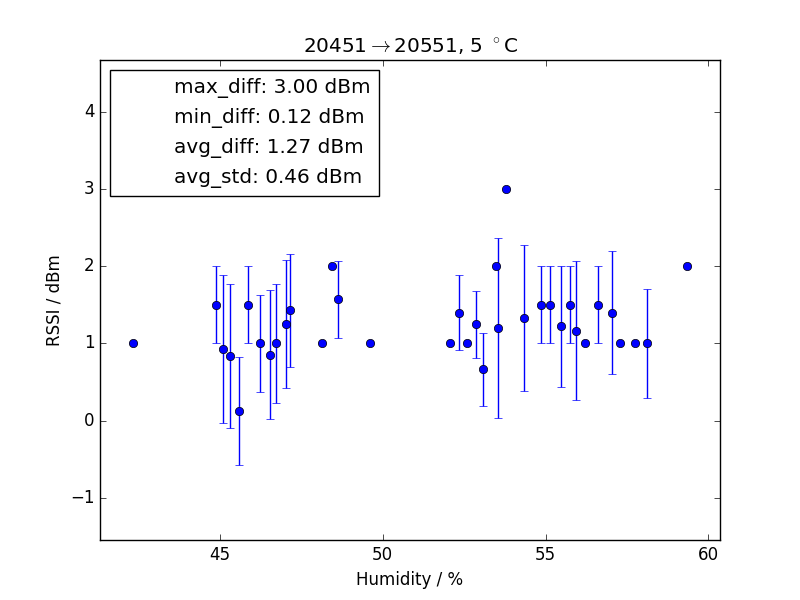 20451→20551, 5 °C
max_diff: 3.00 dBm
min_diff: 0.12 dBm
avg_diff: 1.27 dBm
avg_std: 0.46 dBm
RSSI / dBm
4
3
2
1
0
−1
45 50 55 60
Humidity / %